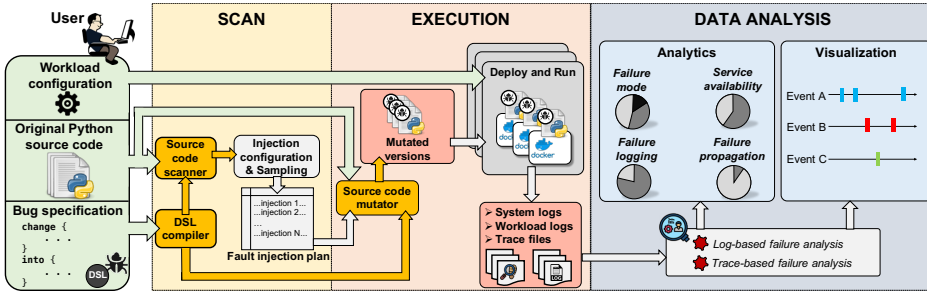 User
SCAN
EXECUTION
DATA ANALYSIS
Workload
configuration
Original Python
source code
Bug specification
change {
. . .
}
into {
. . .
}
DSL
Source
code
scanner
DSL
compiler
Injection
configuration
& Sampling
...injection 1...
...injection 2...
...
...injection N...
Fault injection plan
Mutated
versions
Source code
mutator
Deploy and Run
docker
docker
docker
System logs
Workload logs
Trace files
LOG
Analytics
Failure
mode
Service
availability
Failure
logging
Failure
propagation
Visualization
Event A
Event B
Event C
Log-based failure analysis
Trace-based failure analysis